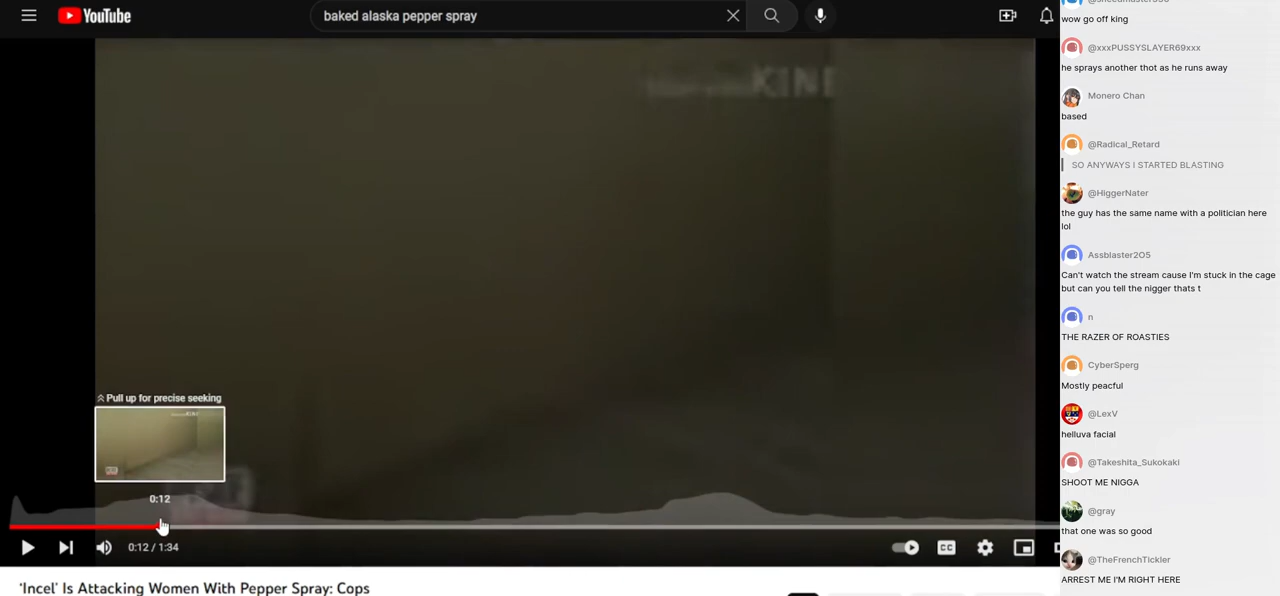 YouTube
baked alaska pepper spray
KINE
Pull up for precise seeking
0:12
0:12 / 1:34
CC
'Incel' Is Attacking Women With Pepper Spray: Cops
wow go off king
@xxxPUSSYSLAYER69xxx
he sprays another thot as he runs away
Monero Chan
based
@Radical_Retard
SO ANYWAYS I STARTED BLASTING
@HiggerNater
the guy has the same name with a politician here
lol
Assblaster2O5
Can't watch the stream cause I'm stuck in the cage
but can you tell the nigger thats t
n
THE RAZER OF ROASTIES
CyberSperg
Mostly peacful
@LexV
helluva facial
@Takeshita_Sukokaki
SHOOT ME NIGGA
@gray
that one was so good
@TheFrenchTickler
ARREST ME I'M RIGHT HERE